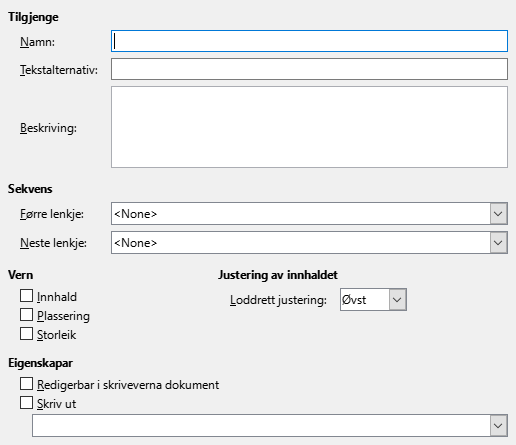 Tilgjenge
Namn:
Tekstalternativ:
Beskriving:
Sekvens
Førre lenkje: <None>
Neste lenkje: <None>
Vern Justering av innhaldet
Innhald Loddrett justering: Øvst
Plassering
Storleik
Eigenskapar
Redigerbar i skriveverna dokument
Skriv ut